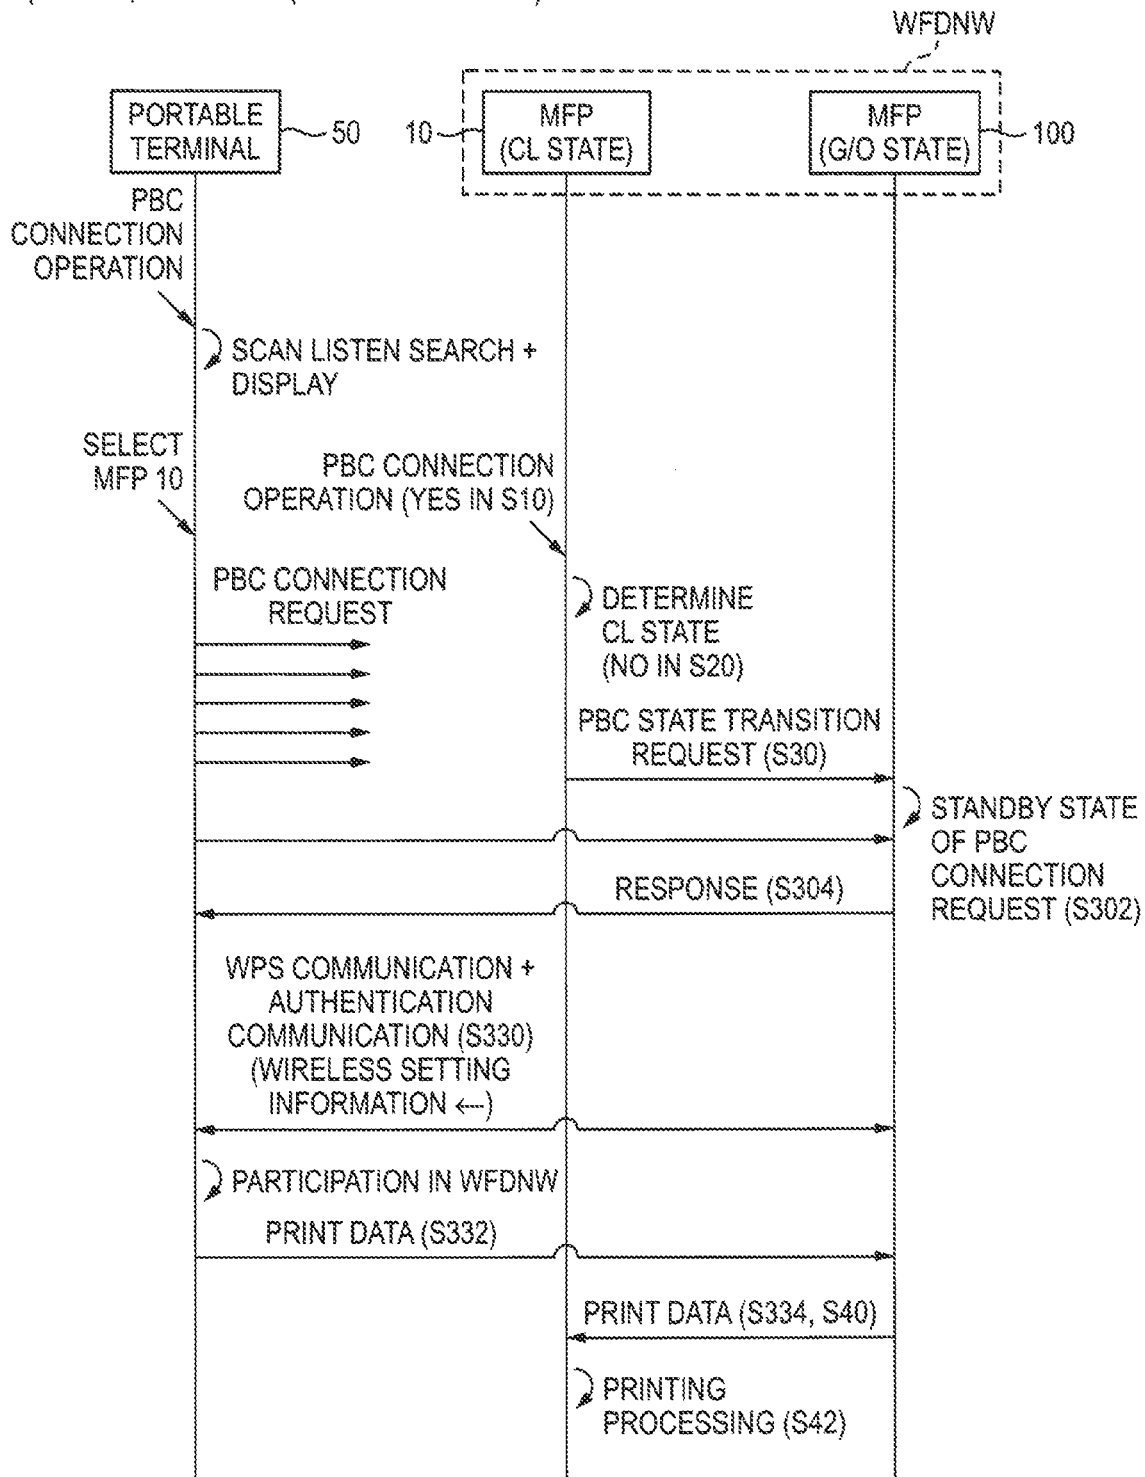 WFDNW
PORTABLE
TERMINAL
50
10
MFP
(CL STATE)
MFP
(G/O STATE)
100
PBC
CONNECTION
OPERATION
SCAN LISTEN SEARCH +
DISPLAY
SELECT
MFP 10
PBC CONNECTION
OPERATION (YES IN S10)
PBC CONNECTION
REQUEST
DETERMINE
CL STATE
(NO IN S20)
PBC STATE TRANSITION
REQUEST (S30)
STANDBY STATE
OF PBC
CONNECTION
REQUEST (S302)
RESPONSE (S304)
WPS COMMUNICATION +
AUTHENTICATION
COMMUNICATION (S330)
(WIRELESS SETTING
INFORMATION ←--)
PARTICIPATION IN WFDNW
PRINT DATA (S332)
PRINT DATA (S334, S40)
PRINTING
PROCESSING (S42)